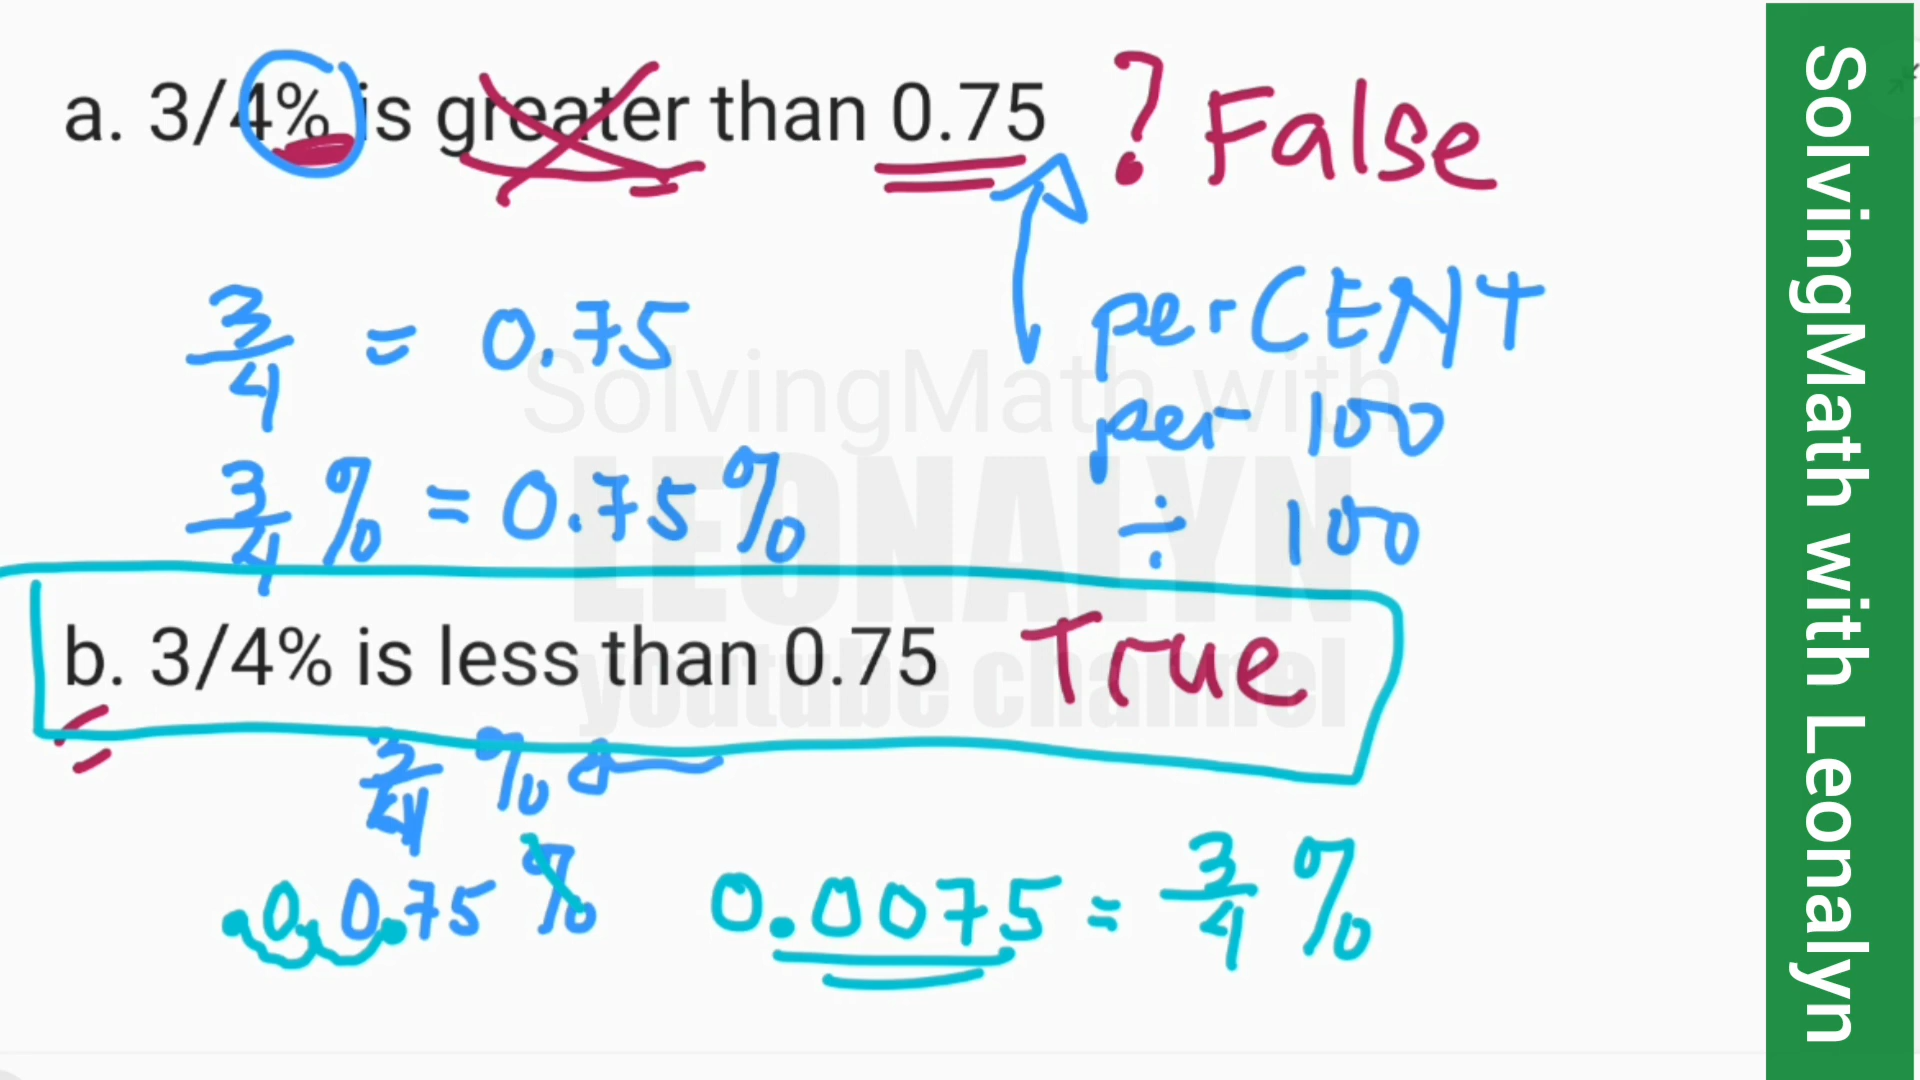 a. 3/4% is greater than 0.75 ? False
3/4 = 0.75
perCENT
per 100
3/4 % = 0.75 %
÷ 100
b. 3/4% is less than 0.75 True
3/4 %
0 0.75 %
0.0075 = 3/4 %
SolvingMath with
LEONALYN
youtube channel
SolvingMath with Leonalyn